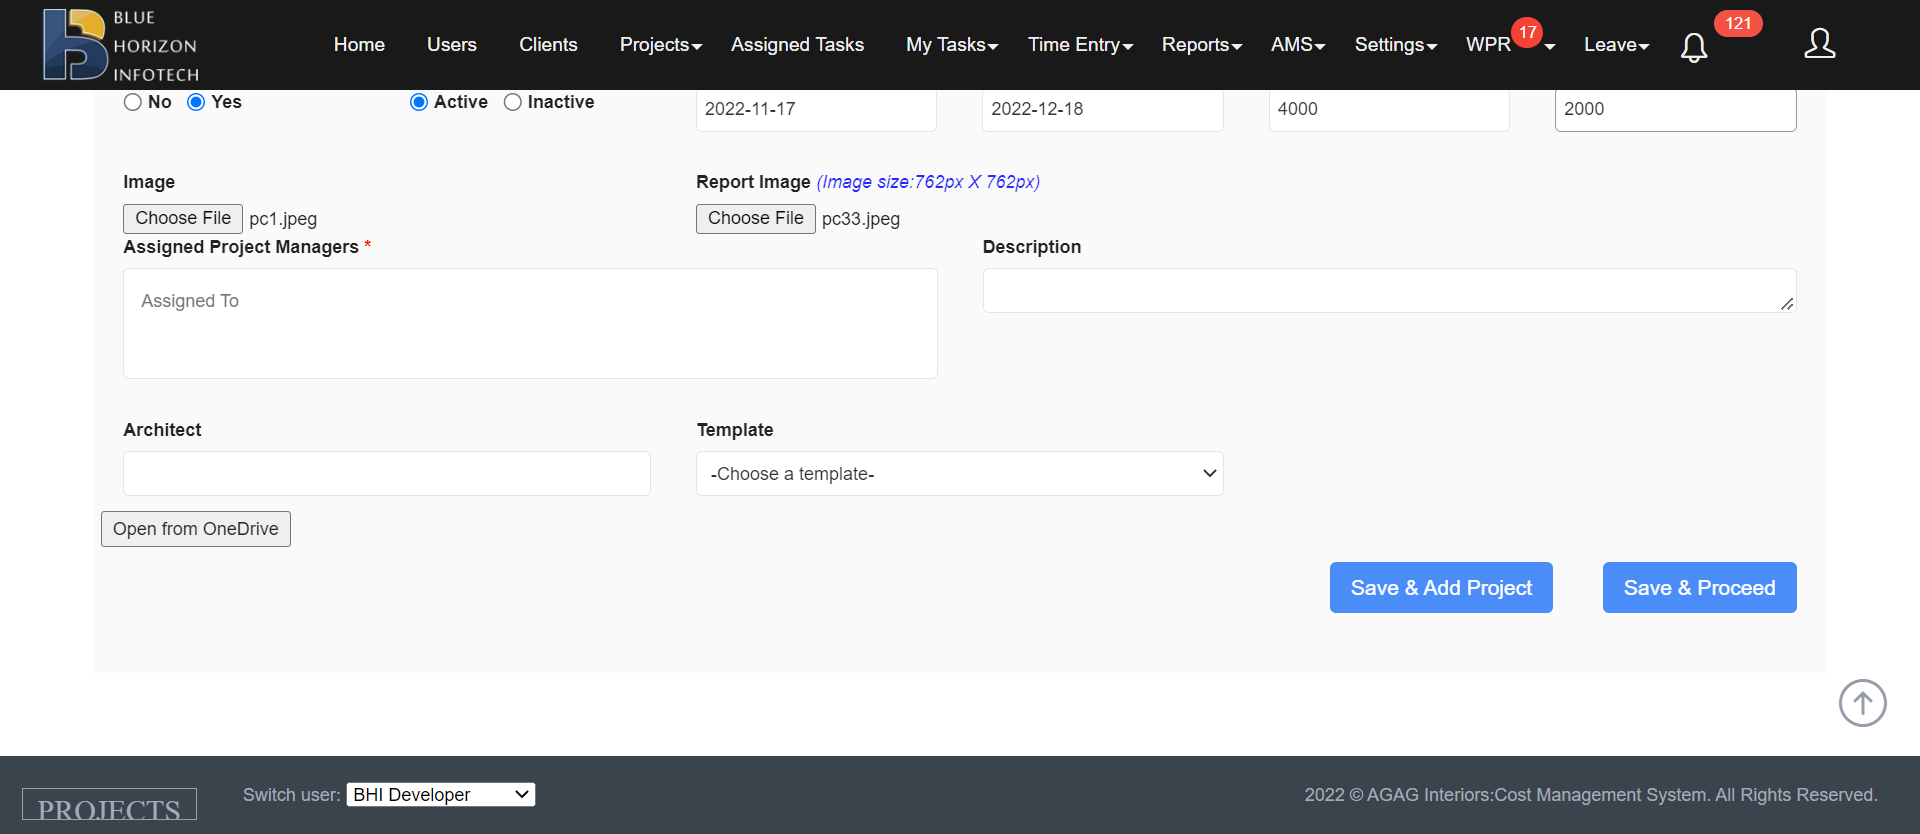 BLUE
HORIZON
INFOTECH
Home Users Clients Projects Assigned Tasks My Tasks Time Entry Reports AMS Settings WPR 17 Leave 121
No Yes Active Inactive 2022-11-17 2022-12-18 4000 2000
Image Report Image (Image size:762px X 762px)
Choose File pc1.jpeg Choose File pc33.jpeg
Assigned Project Managers * Description
Assigned To
Architect Template
-Choose a template-
Open from OneDrive
Save & Add Project Save & Proceed
PROJECTS Switch user: BHI Developer 2022 © AGAG Interiors:Cost Management System. All Rights Reserved.